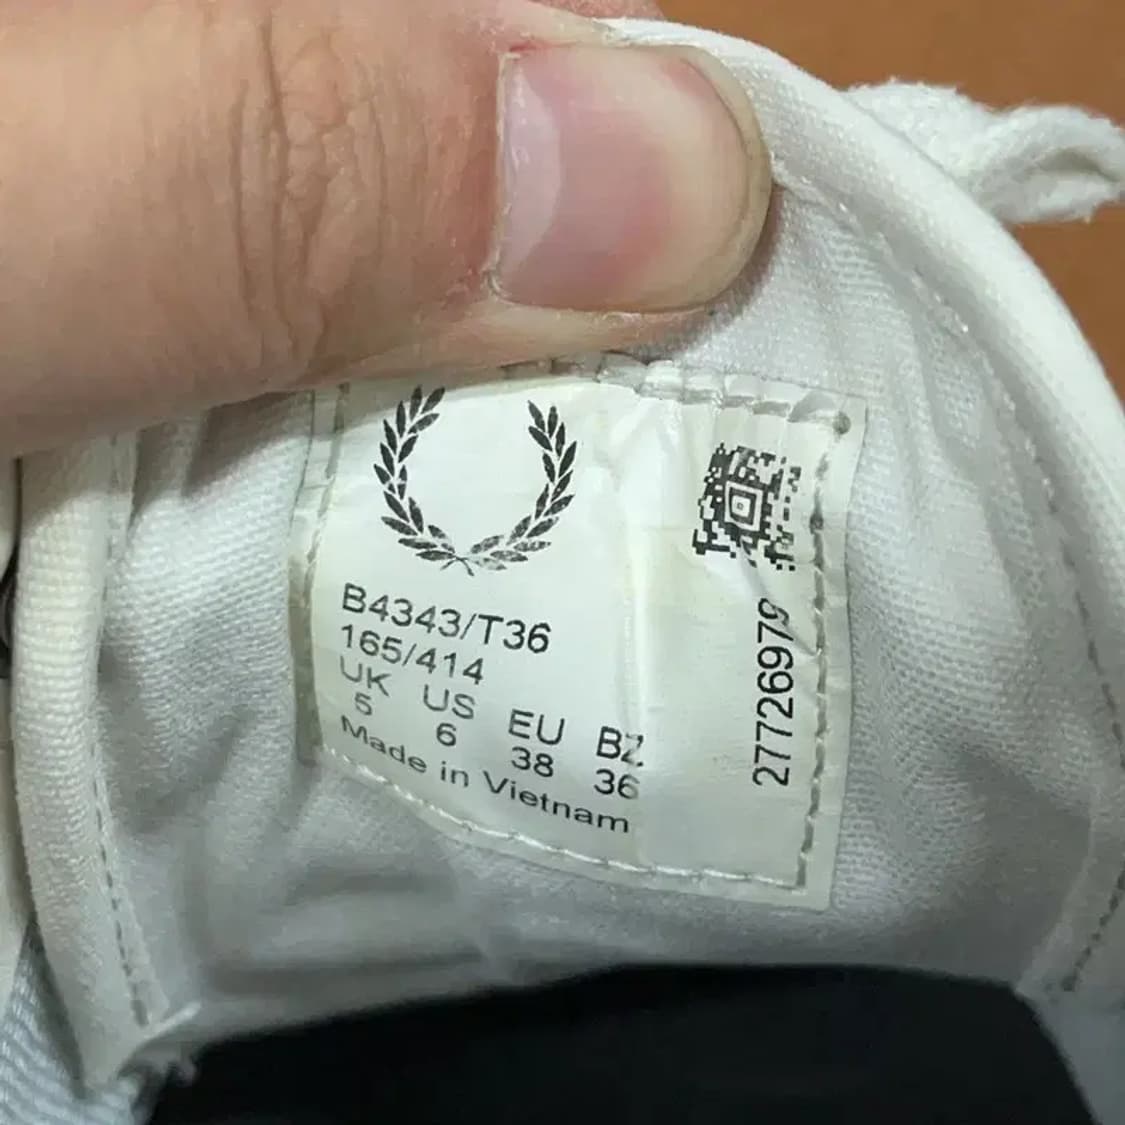 B4343/T36
165/414
UK US EU BZ
5 6 38 36
Made in Vietnam
27726979